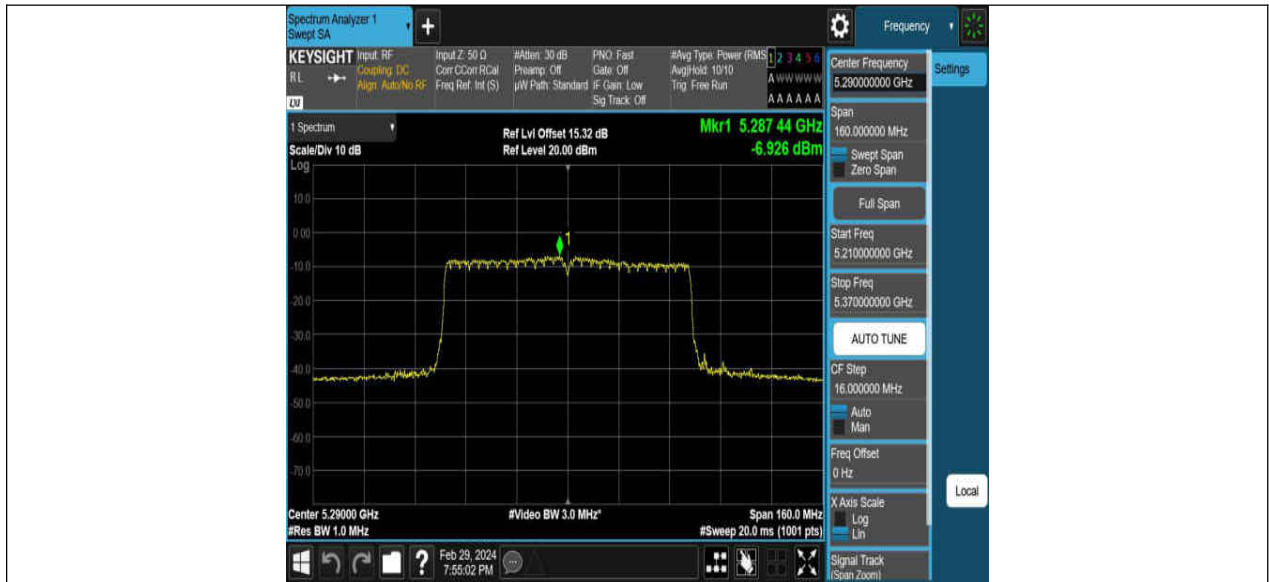 Spectrum Analyzer 1
Swept SA
+
Frequency
KEYSIGHT
RL
LXI
Input: RF
Coupling: DC
Align: Auto/No RF
Input Z: 50 Ω
Corr CCorr RCal
Freq Ref: Int (S)
#Atten: 30 dB
Preamp: Off
µW Path: Standard
PNO: Fast
Gate: Off
IF Gain: Low
Sig Track: Off
#Avg Type: Power (RMS
Avg|Hold: 10/10
Trig: Free Run
1 2 3 4 5 6
A W W W W W
A A A A A A
1 Spectrum
Scale/Div 10 dB
Log
Ref Lvl Offset 15.32 dB
Ref Level 20.00 dBm
Mkr1 5.287 44 GHz
-6.926 dBm
10.0
0.00
-10.0
-20.0
-30.0
-40.0
-50.0
-60.0
-70.0
1
Center 5.29000 GHz
#Res BW 1.0 MHz
#Video BW 3.0 MHz*
Span 160.0 MHz
#Sweep 20.0 ms (1001 pts)
?
Feb 29, 2024
7:55:02 PM
Center Frequency
5.290000000 GHz
Settings
Span
160.000000 MHz
Swept Span
Zero Span
Full Span
Start Freq
5.210000000 GHz
Stop Freq
5.370000000 GHz
AUTO TUNE
CF Step
16.000000 MHz
Auto
Man
Freq Offset
0 Hz
X Axis Scale
Log
Lin
Local
Signal Track
(Span Zoom)